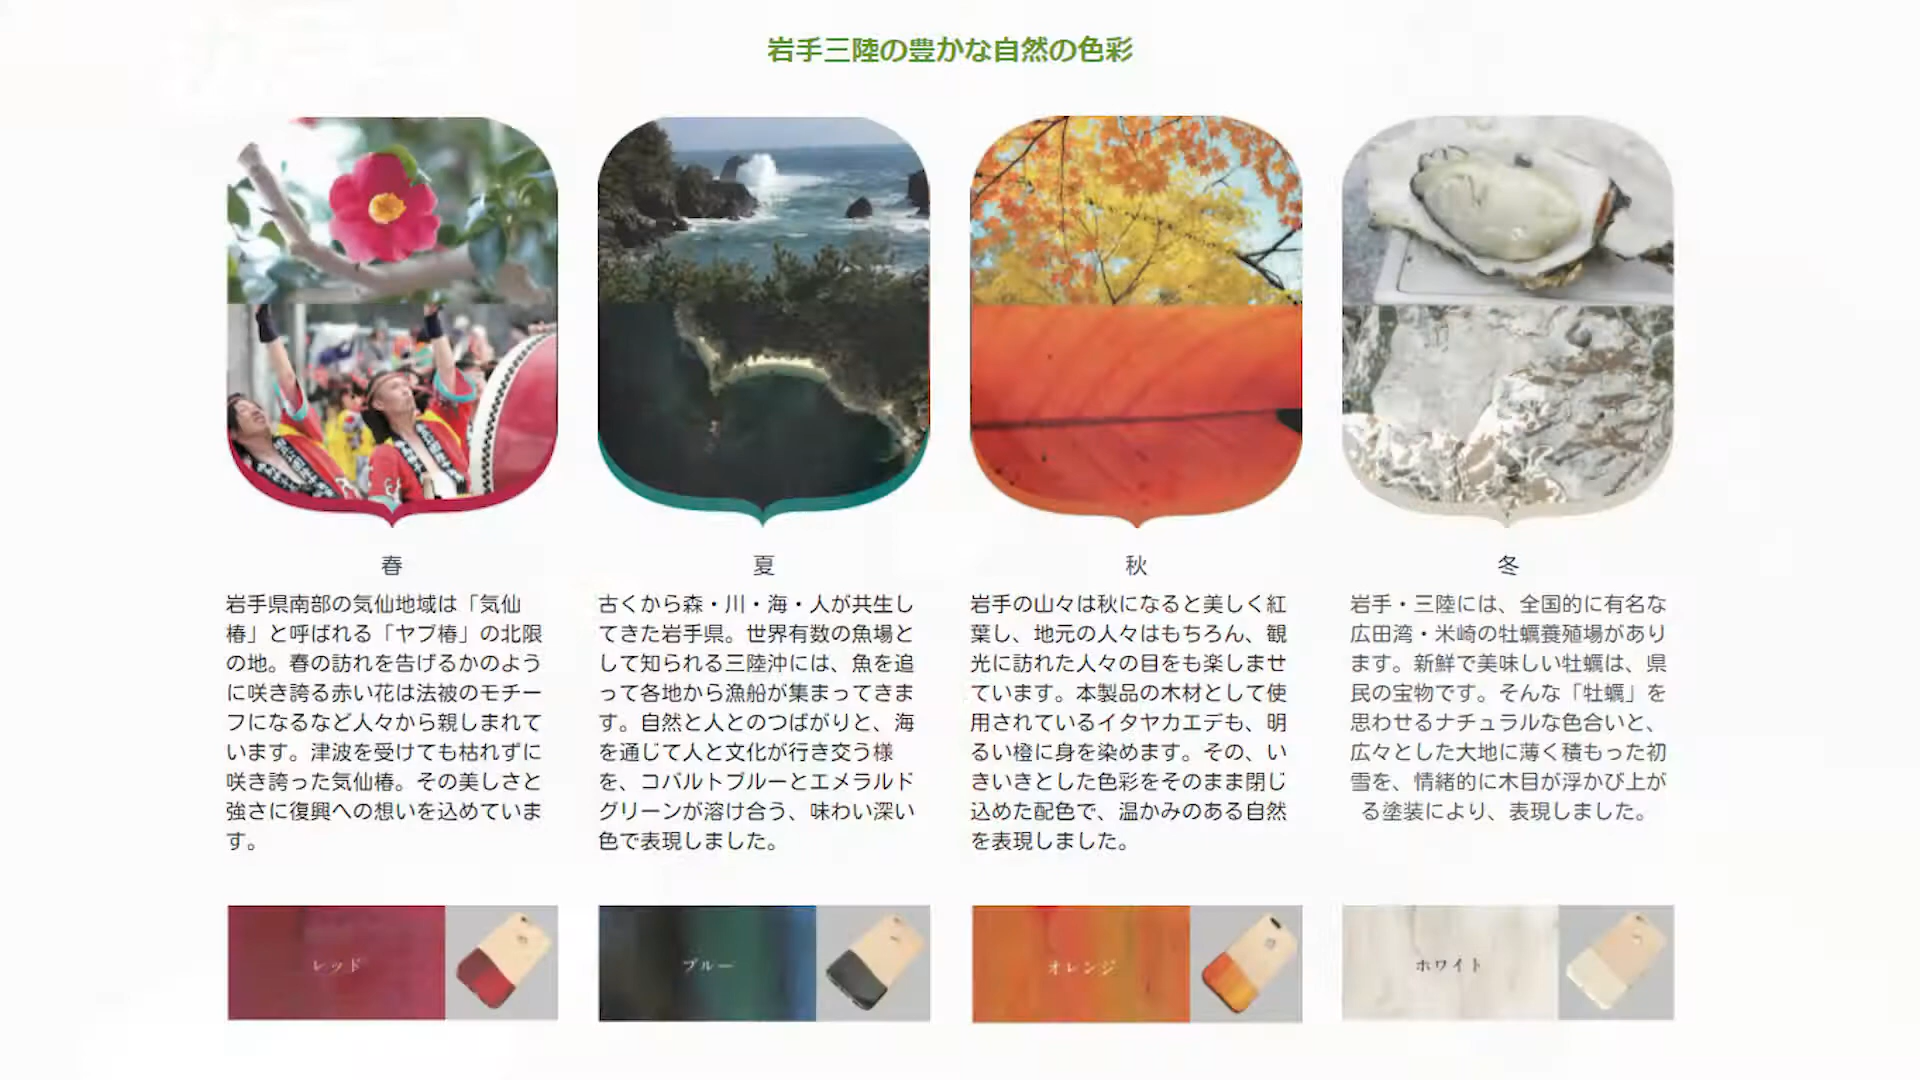 岩手三陸の豊かな自然の色彩
春
岩手県南部の気仙地域は「気仙
椿」と呼ばれる「ヤブ椿」の北限
の地。春の訪れを告げるかのよう
に咲き誇る赤い花は法被のモチー
フになるなど人々から親しまれて
います。津波を受けても枯れずに
咲き誇った気仙椿。その美しさと
強さに復興への想いを込めていま
す。
レッド
夏
古くから森・川・海・人が共生し
てきた岩手県。世界有数の魚場と
して知られる三陸沖には、魚を追
って各地から漁船が集まってきま
す。自然と人とのつばがりと、海
を通じて人と文化が行き交う様
を、コバルトブルーとエメラルド
グリーンが溶け合う、味わい深い
色で表現しました。
ブルー
秋
岩手の山々は秋になると美しく紅
葉し、地元の人々はもちろん、観
光に訪れた人々の目をも楽しませ
ています。本製品の木材として使
用されているイタヤカエデも、明
るい橙に身を染めます。その、い
きいきとした色彩をそのまま閉じ
込めた配色で、温かみのある自然
を表現しました。
オレンジ
冬
岩手・三陸には、全国的に有名な
広田湾・米崎の牡蠣養殖場があり
ます。新鮮で美味しい牡蠣は、県
民の宝物です。そんな「牡蠣」を
思わせるナチュラルな色合いと、
広々とした大地に薄く積もった初
雪を、情緒的に木目が浮かび上が
る塗装により、表現しました。
ホワイト